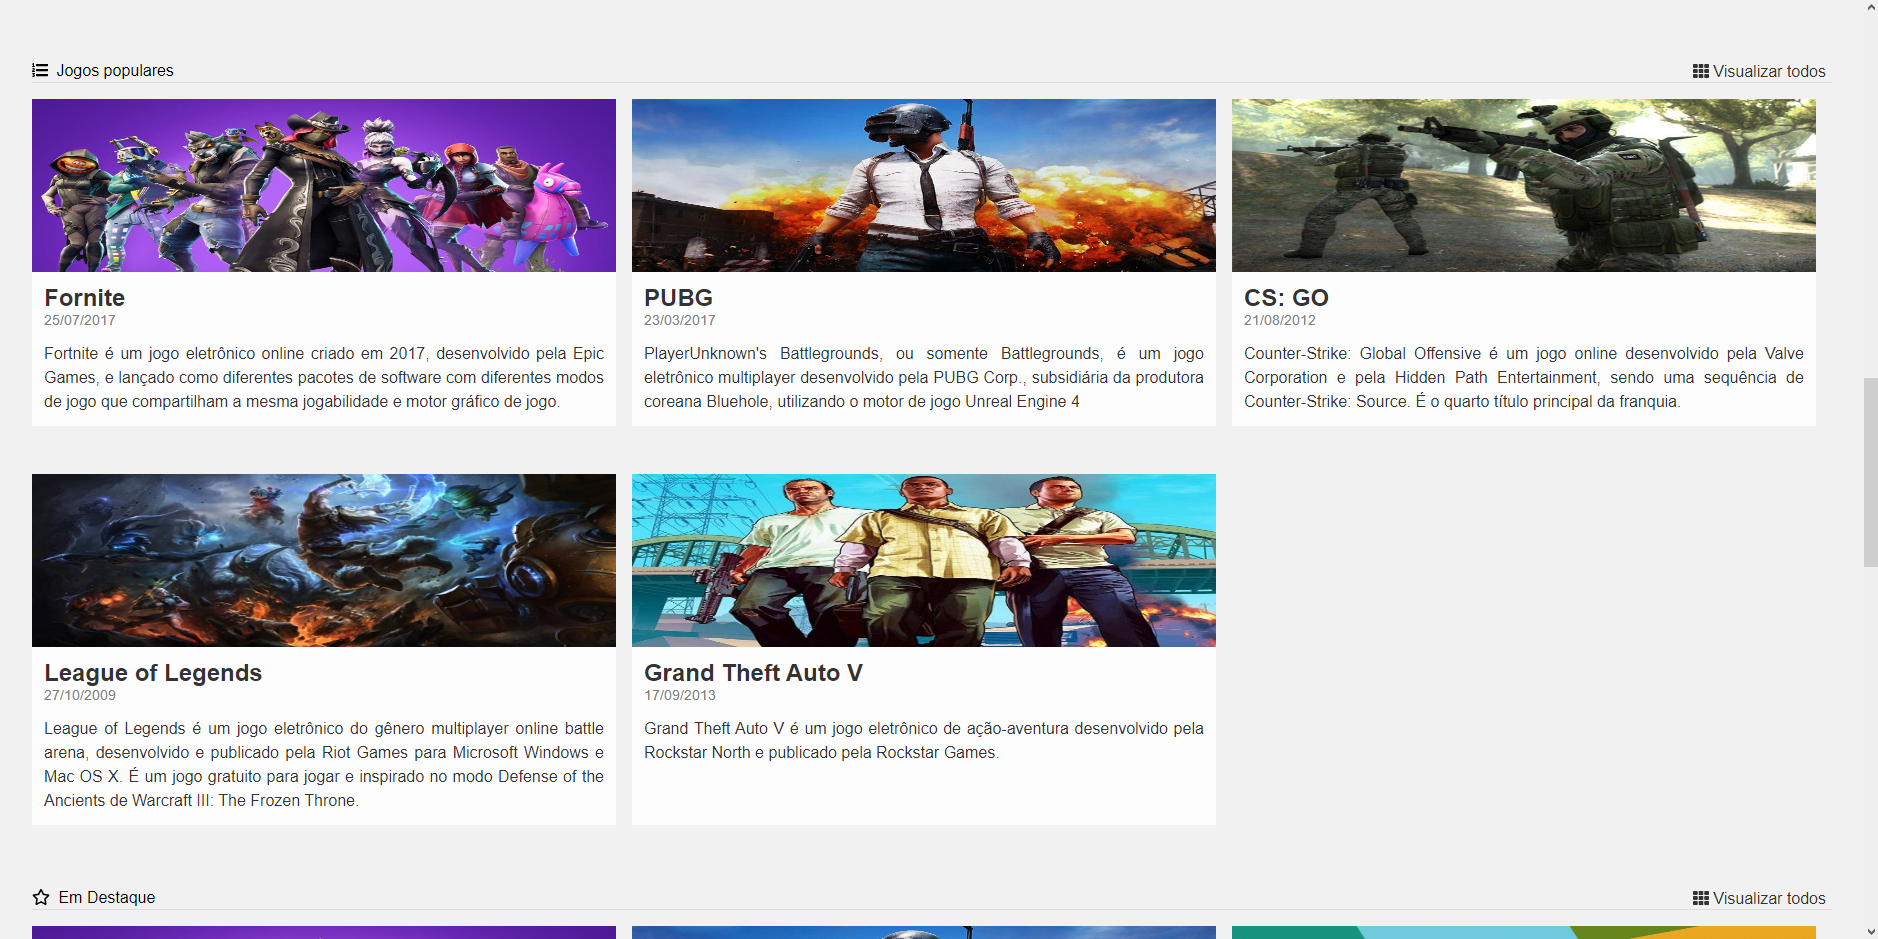 Jogos populares
Visualizar todos
Fornite
25/07/2017
Fortnite é um jogo eletrônico online criado em 2017, desenvolvido pela Epic
Games, e lançado como diferentes pacotes de software com diferentes modos
de jogo que compartilham a mesma jogabilidade e motor gráfico de jogo.
PUBG
23/03/2017
PlayerUnknown's Battlegrounds, ou somente Battlegrounds, é um jogo
eletrônico multiplayer desenvolvido pela PUBG Corp., subsidiária da produtora
coreana Bluehole, utilizando o motor de jogo Unreal Engine 4
CS: GO
21/08/2012
Counter-Strike: Global Offensive é um jogo online desenvolvido pela Valve
Corporation e pela Hidden Path Entertainment, sendo uma sequência de
Counter-Strike: Source. É o quarto título principal da franquia.
League of Legends
27/10/2009
League of Legends é um jogo eletrônico do gênero multiplayer online battle
arena, desenvolvido e publicado pela Riot Games para Microsoft Windows e
Mac OS X. É um jogo gratuito para jogar e inspirado no modo Defense of the
Ancients de Warcraft III: The Frozen Throne.
Grand Theft Auto V
17/09/2013
Grand Theft Auto V é um jogo eletrônico de ação-aventura desenvolvido pela
Rockstar North e publicado pela Rockstar Games.
Em Destaque
Visualizar todos